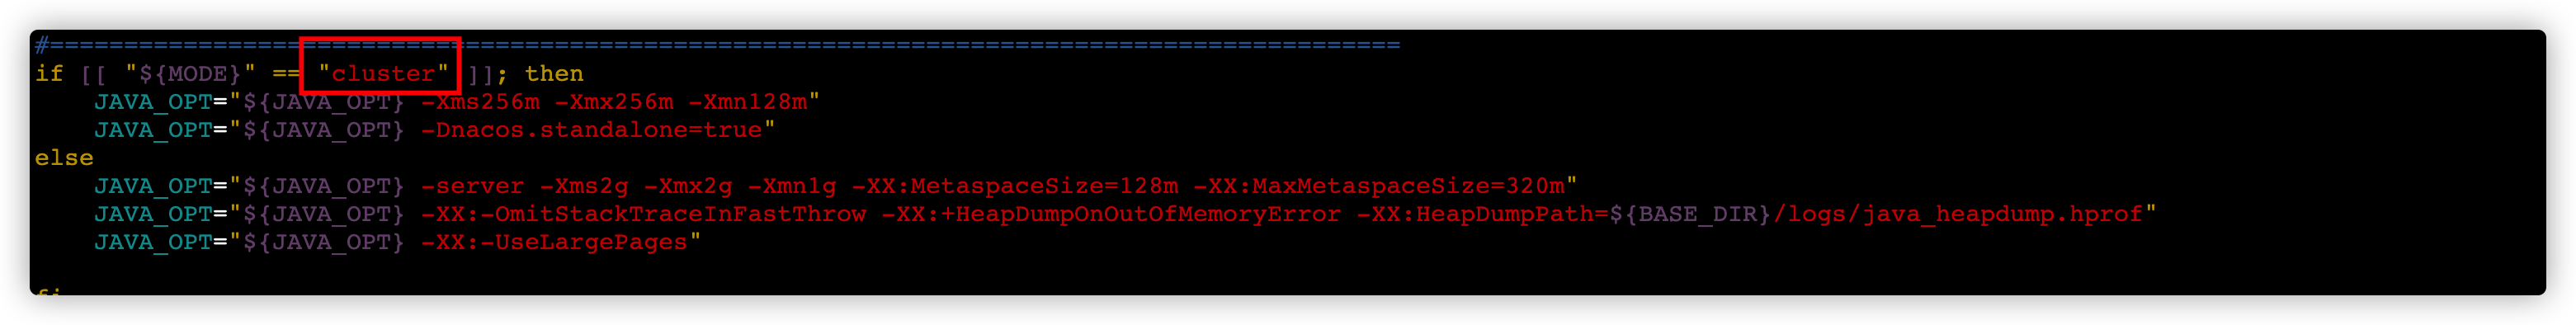 #===========================================================================================
if [[ "${MODE}" == "cluster" ]]; then
    JAVA_OPT="${JAVA_OPT} -Xms256m -Xmx256m -Xmn128m"
    JAVA_OPT="${JAVA_OPT} -Dnacos.standalone=true"
else
    JAVA_OPT="${JAVA_OPT} -server -Xms2g -Xmx2g -Xmn1g -XX:MetaspaceSize=128m -XX:MaxMetaspaceSize=320m"
    JAVA_OPT="${JAVA_OPT} -XX:-OmitStackTraceInFastThrow -XX:+HeapDumpOnOutOfMemoryError -XX:HeapDumpPath=${BASE_DIR}/logs/java_heapdump.hprof"
    JAVA_OPT="${JAVA_OPT} -XX:-UseLargePages"